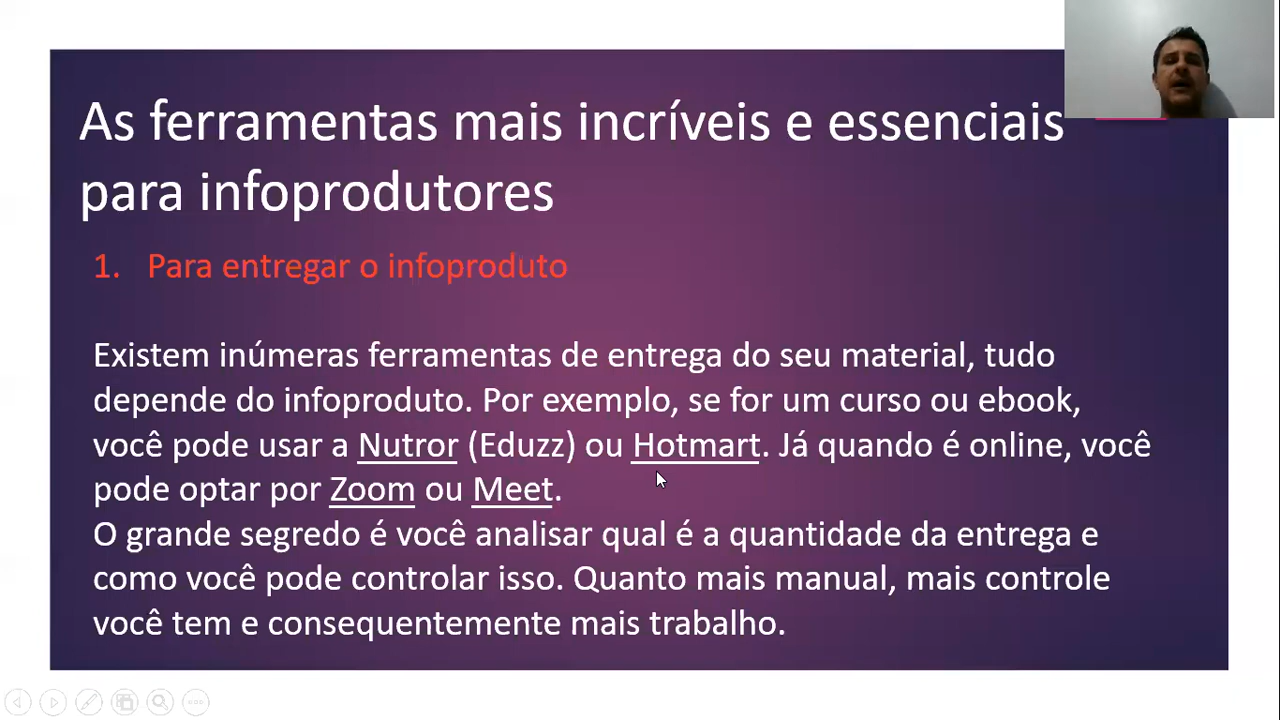 As ferramentas mais incríveis e essenciais
para infoprodutores
1. Para entregar o infoproduto
Existem inúmeras ferramentas de entrega do seu material, tudo
depende do infoproduto. Por exemplo, se for um curso ou ebook,
você pode usar a Nutror (Eduzz) ou Hotmart. Já quando é online, você
pode optar por Zoom ou Meet.
O grande segredo é você analisar qual é a quantidade da entrega e
como você pode controlar isso. Quanto mais manual, mais controle
você tem e consequentemente mais trabalho.